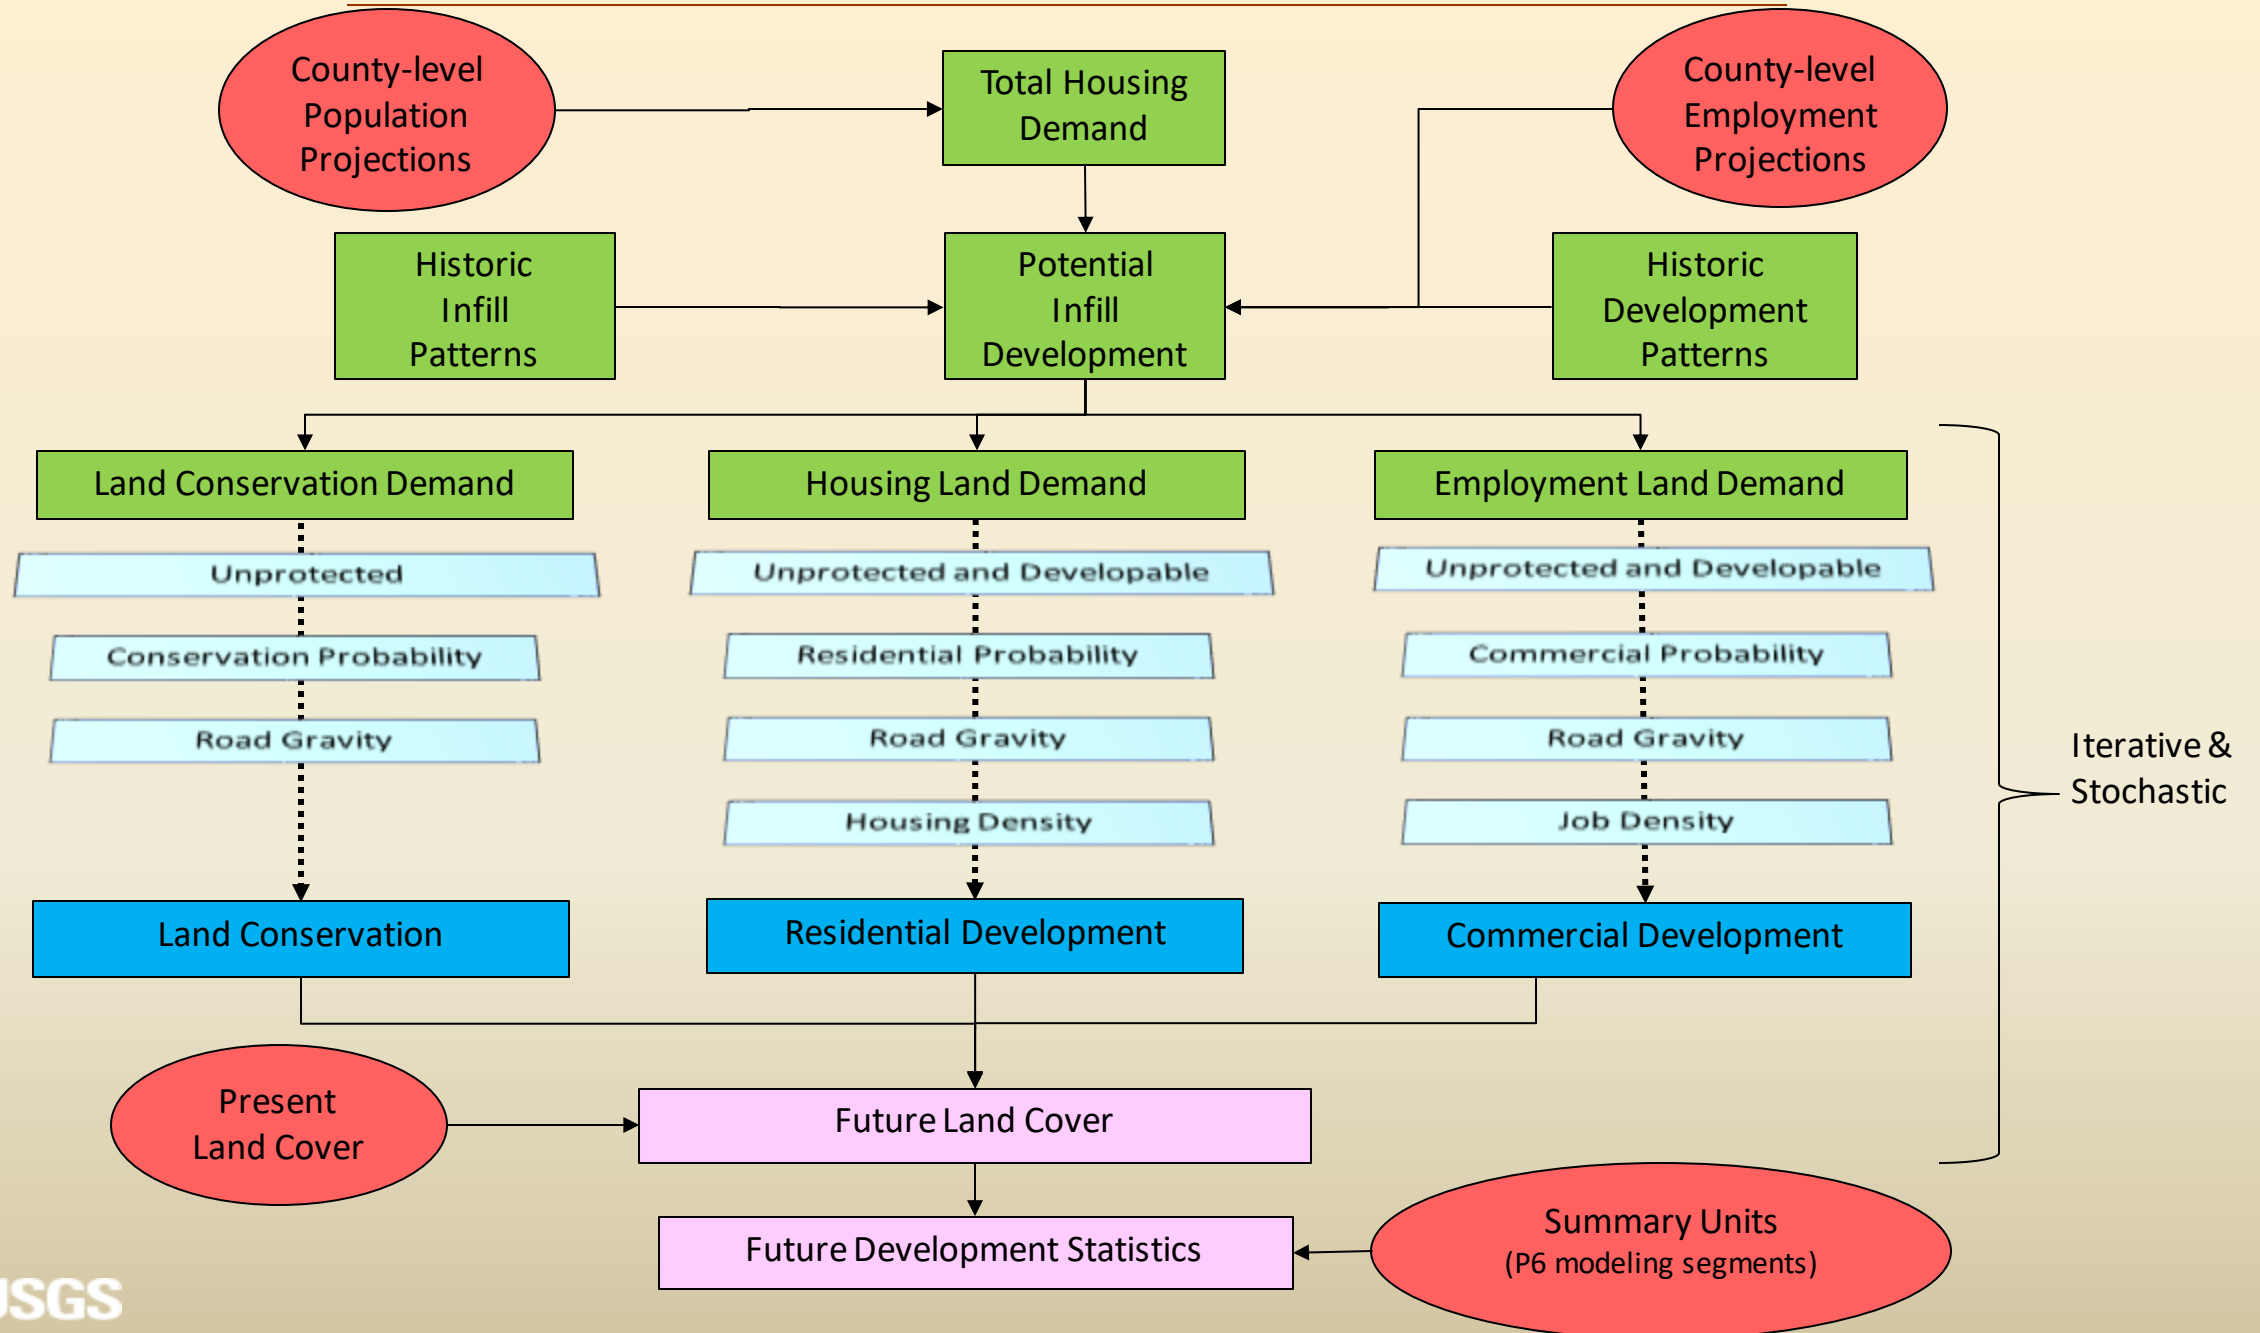 County-level
Population
Projections
Total Housing
Demand
County-level
Employment
Projections
Historic
Infill
Patterns
Potential
Infill
Development
Historic
Development
Patterns
Land Conservation Demand
Housing Land Demand
Employment Land Demand
Unprotected
Unprotected and Developable
Unprotected and Developable
Conservation Probability
Residential Probability
Commercial Probability
Road Gravity
Road Gravity
Road Gravity
Housing Density
Job Density
Iterative &
Stochastic
Land Conservation
Residential Development
Commercial Development
Present
Land Cover
Future Land Cover
Future Development Statistics
Summary Units
(P6 modeling segments)
USGS